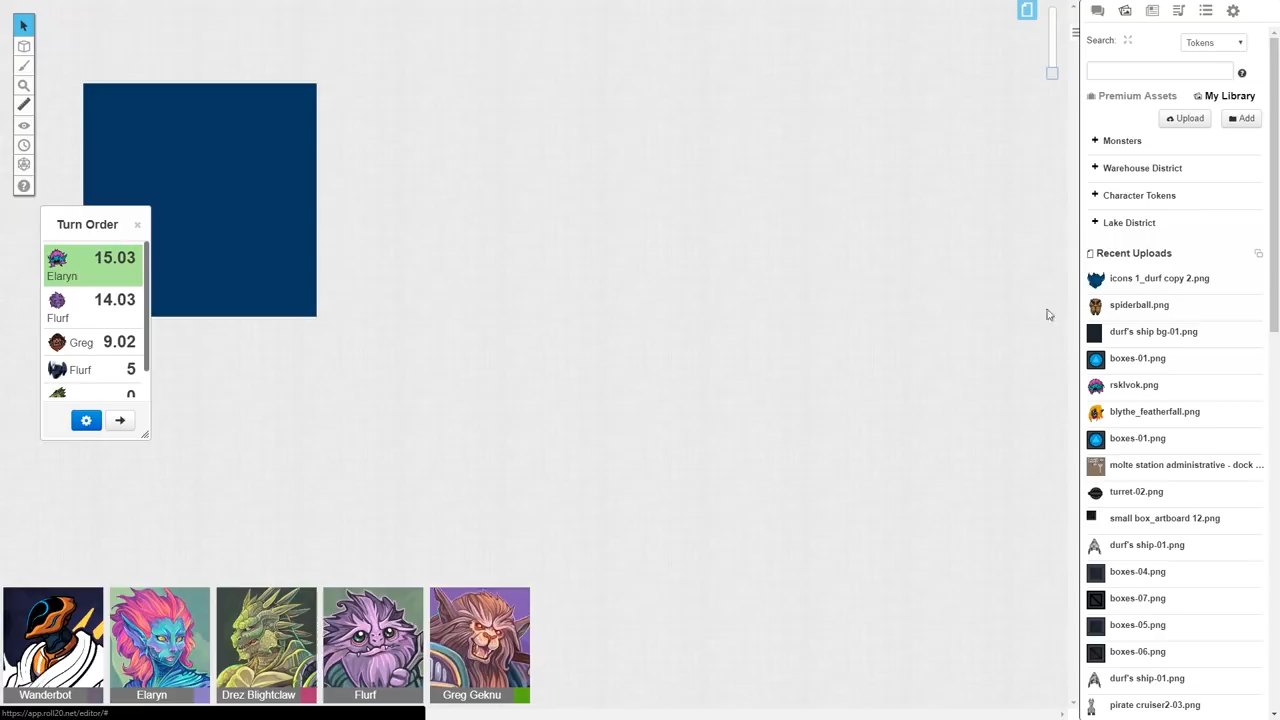 Search:
Tokens
Premium Assets
My Library
Upload
Add
Monsters
Warehouse District
Character Tokens
Lake District
Recent Uploads
icons 1_durf copy 2.png
spiderball.png
durf's ship bg-01.png
boxes-01.png
rsklvok.png
blythe_featherfall.png
boxes-01.png
molte station administrative - dock ...
turret-02.png
small box_artboard 12.png
durf's ship-01.png
boxes-04.png
boxes-07.png
boxes-05.png
boxes-06.png
durf's ship-01.png
pirate cruiser2-03.png
Turn Order
15.03
Elaryn
14.03
Flurf
Greg 9.02
Flurf 5
0
Wanderbot
Elaryn
Drez Blightclaw
Flurf
Greg Geknu
https://app.roll20.net/editor/#